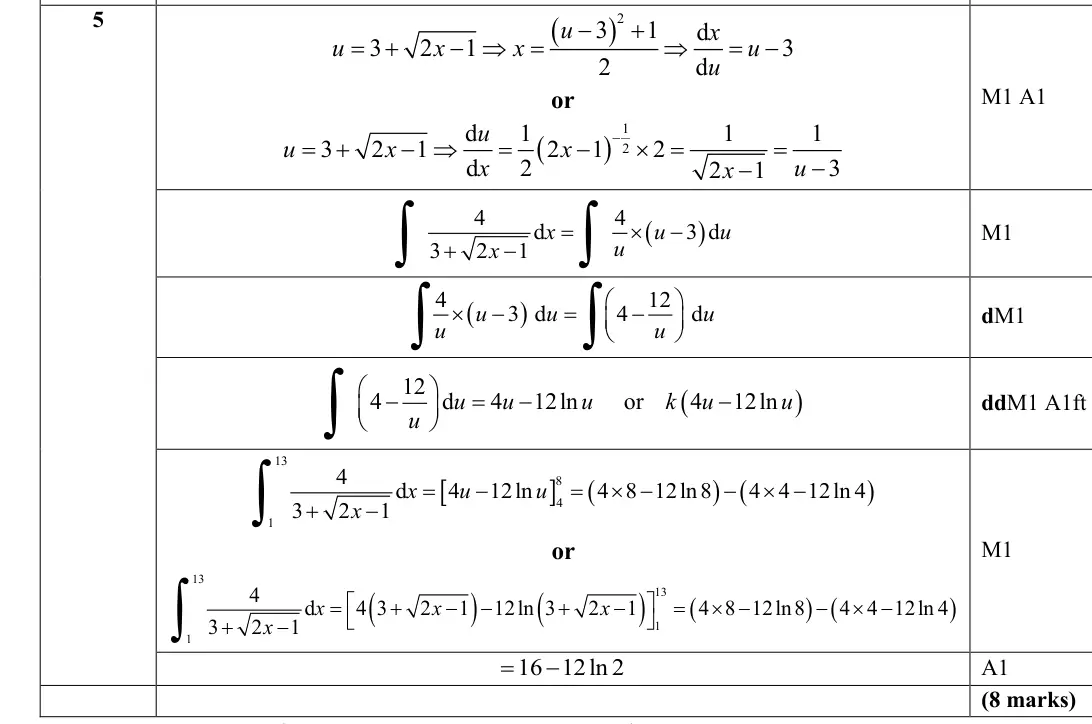 5
u = 3 + √(2x − 1) ⇒ x = ((u − 3)² + 1)/2 ⇒ dx/du = u − 3
or
u = 3 + √(2x − 1) ⇒ du/dx = 1/2 (2x − 1)^(−1/2) × 2 = 1/√(2x − 1) = 1/(u − 3)
M1 A1
∫ 4/(3 + √(2x − 1)) dx = ∫ 4/u × (u − 3) du
M1
∫ 4/u × (u − 3) du = ∫ (4 − 12/u) du
dM1
∫ (4 − 12/u) du = 4u − 12 ln u or k(4u − 12 ln u)
ddM1 A1ft
∫₁¹³ 4/(3 + √(2x − 1)) dx = [4u − 12 ln u]₄⁸ = (4 × 8 − 12 ln 8) − (4 × 4 − 12 ln 4)
or
∫₁¹³ 4/(3 + √(2x − 1)) dx = [4(3 + √(2x − 1)) − 12 ln(3 + √(2x − 1))]₁¹³ = (4 × 8 − 12 ln 8) − (4 × 4 − 12 ln 4)
M1
= 16 − 12 ln 2
A1
(8 marks)